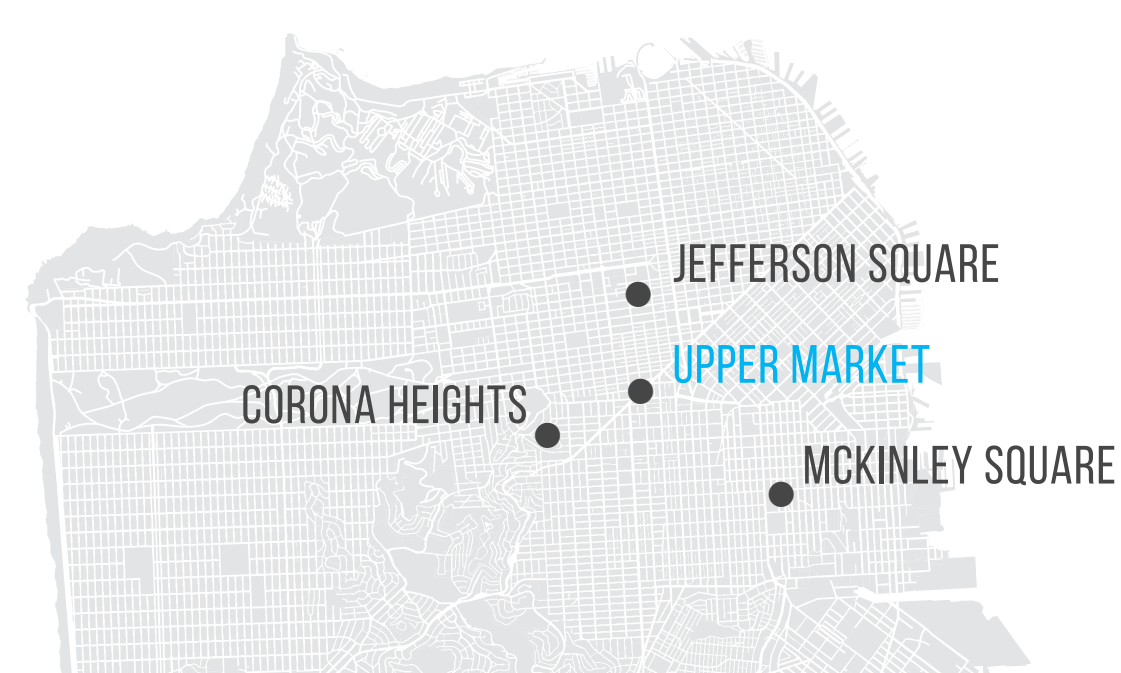 JEFFERSON SQUARE
UPPER MARKET
CORONA HEIGHTS
MCKINLEY SQUARE